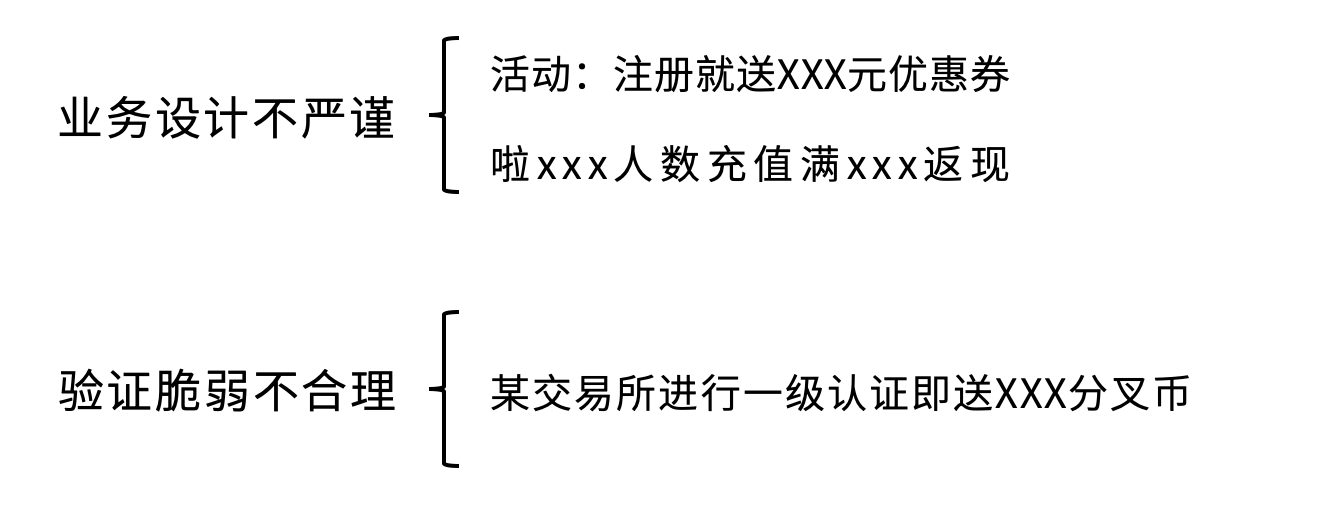 业务设计不严谨
活动：注册就送XXX元优惠券
啦xxx人数充值满xxx返现
验证脆弱不合理
某交易所进行一级认证即送XXX分叉币